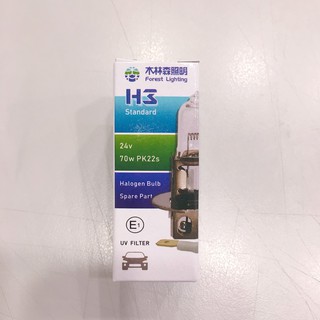 木林森照明
Forest Lighting
H3
Standard
24v
70w PK22s
Halogen Bulb
Spare Part
E1
UV FILTER